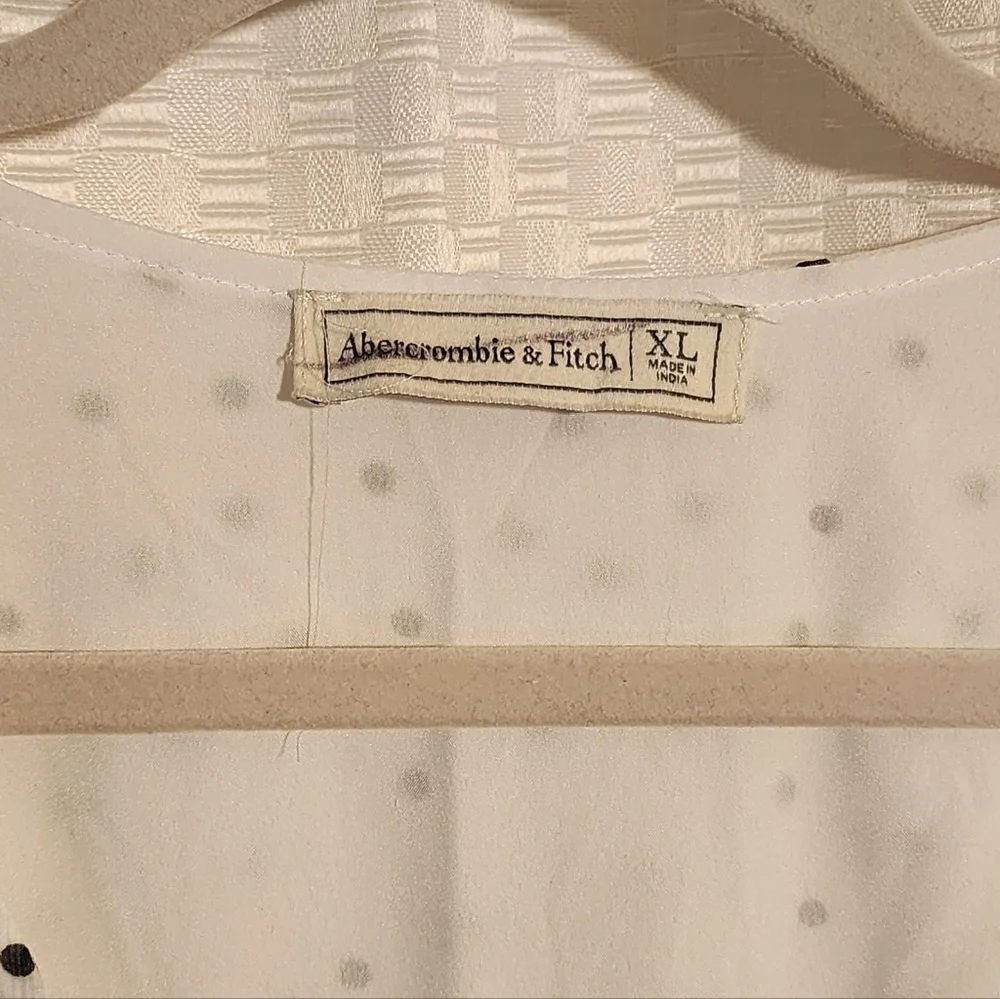 Abercrombie & Fitch
XL
MADE IN
INDIA